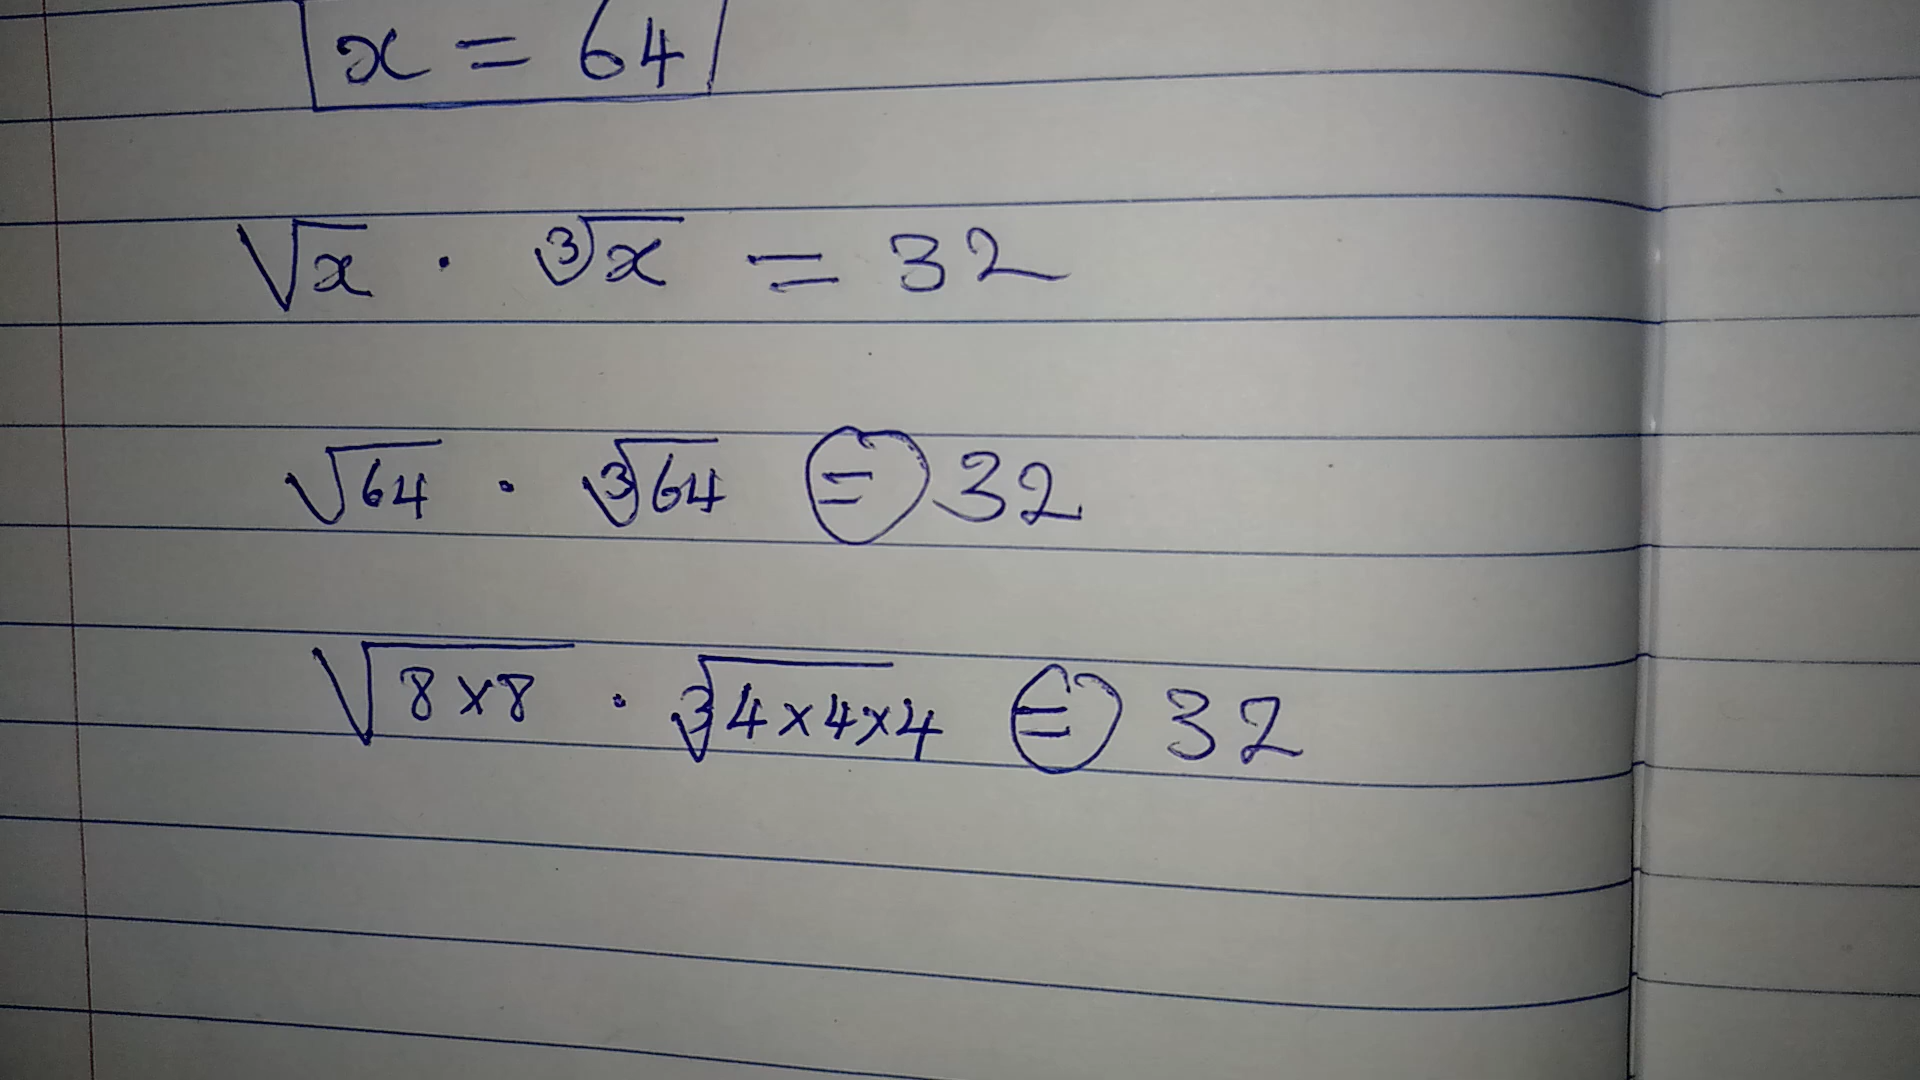 x = 64
√x · ∛x = 32
√64 · ∛64 = 32
√8×8 · ∛4×4×4 = 32